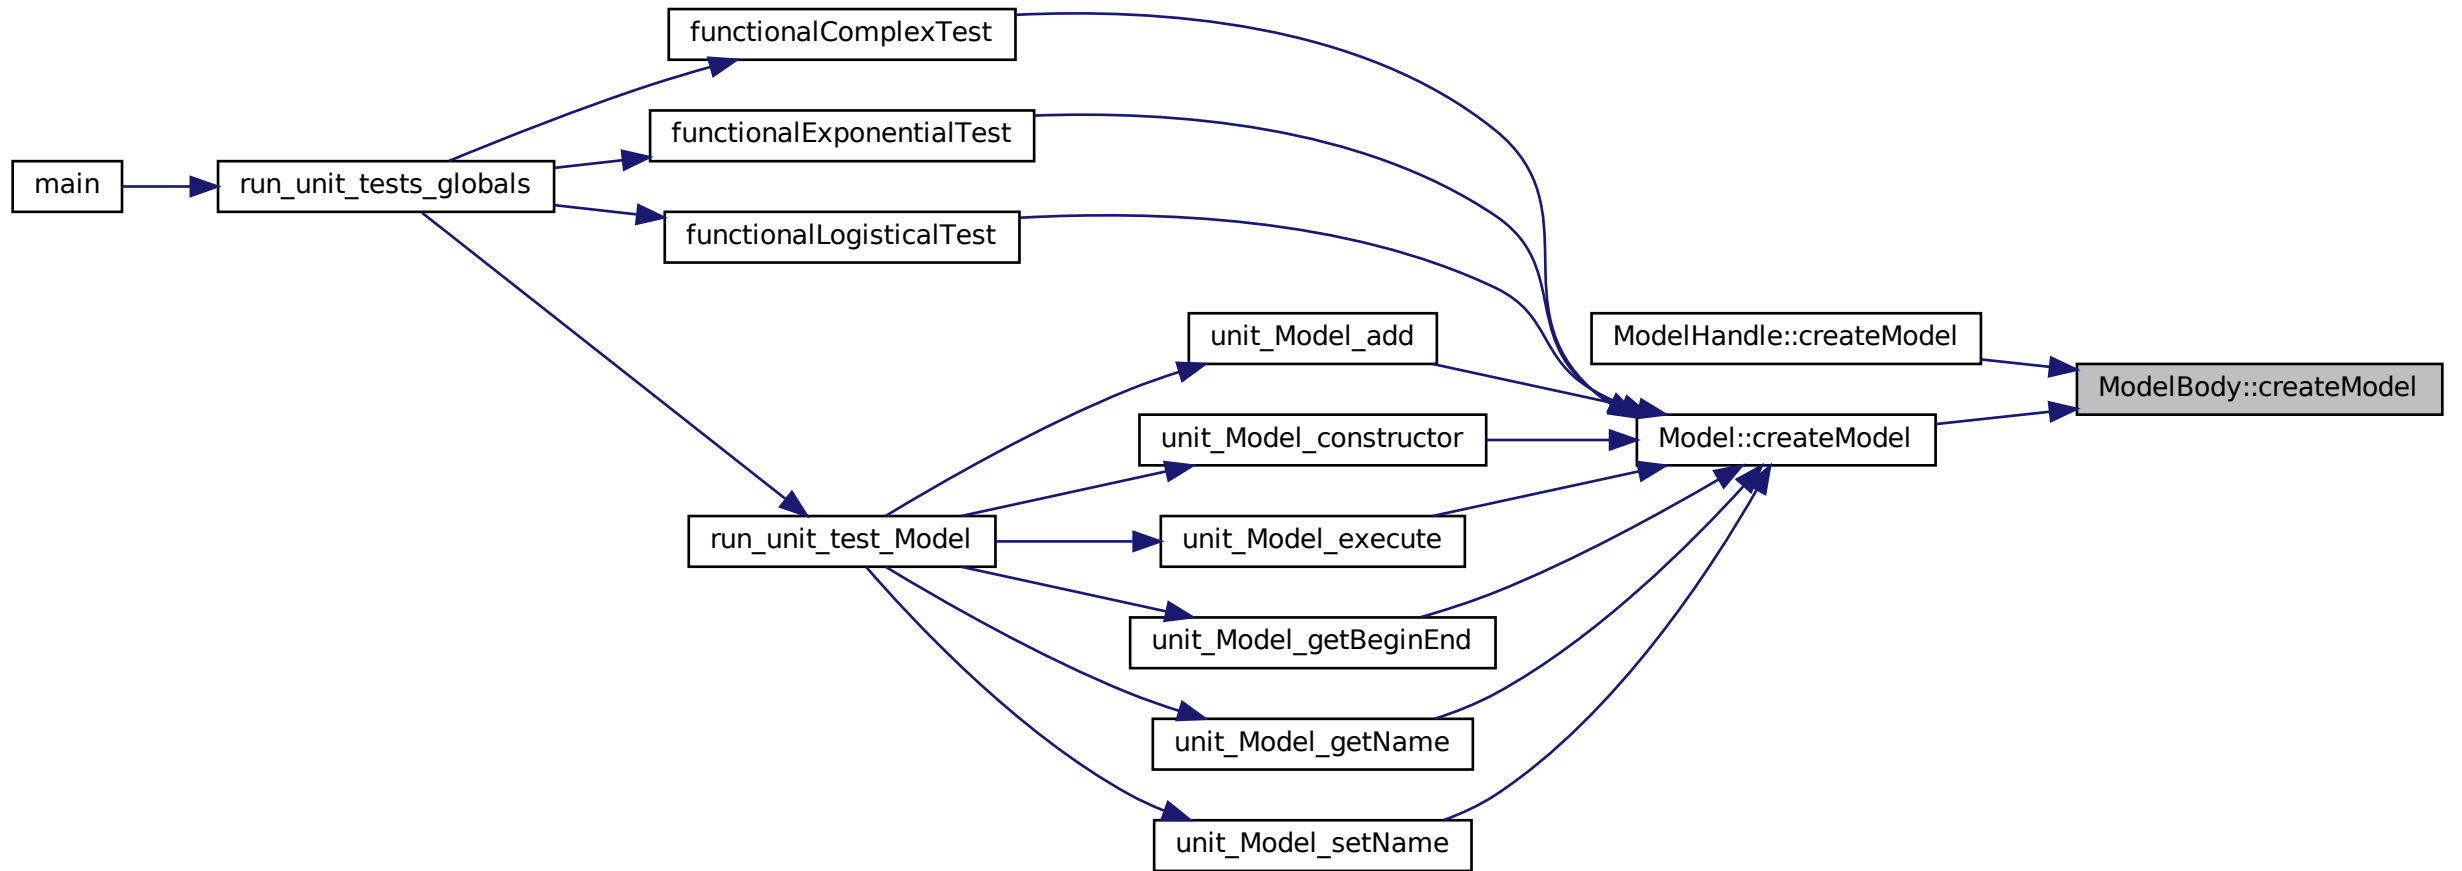 functionalComplexTest
functionalExponentialTest
main
run_unit_tests_globals
functionalLogisticalTest
unit_Model_add
ModelHandle::createModel
ModelBody::createModel
unit_Model_constructor
Model::createModel
run_unit_test_Model
unit_Model_execute
unit_Model_getBeginEnd
unit_Model_getName
unit_Model_setName